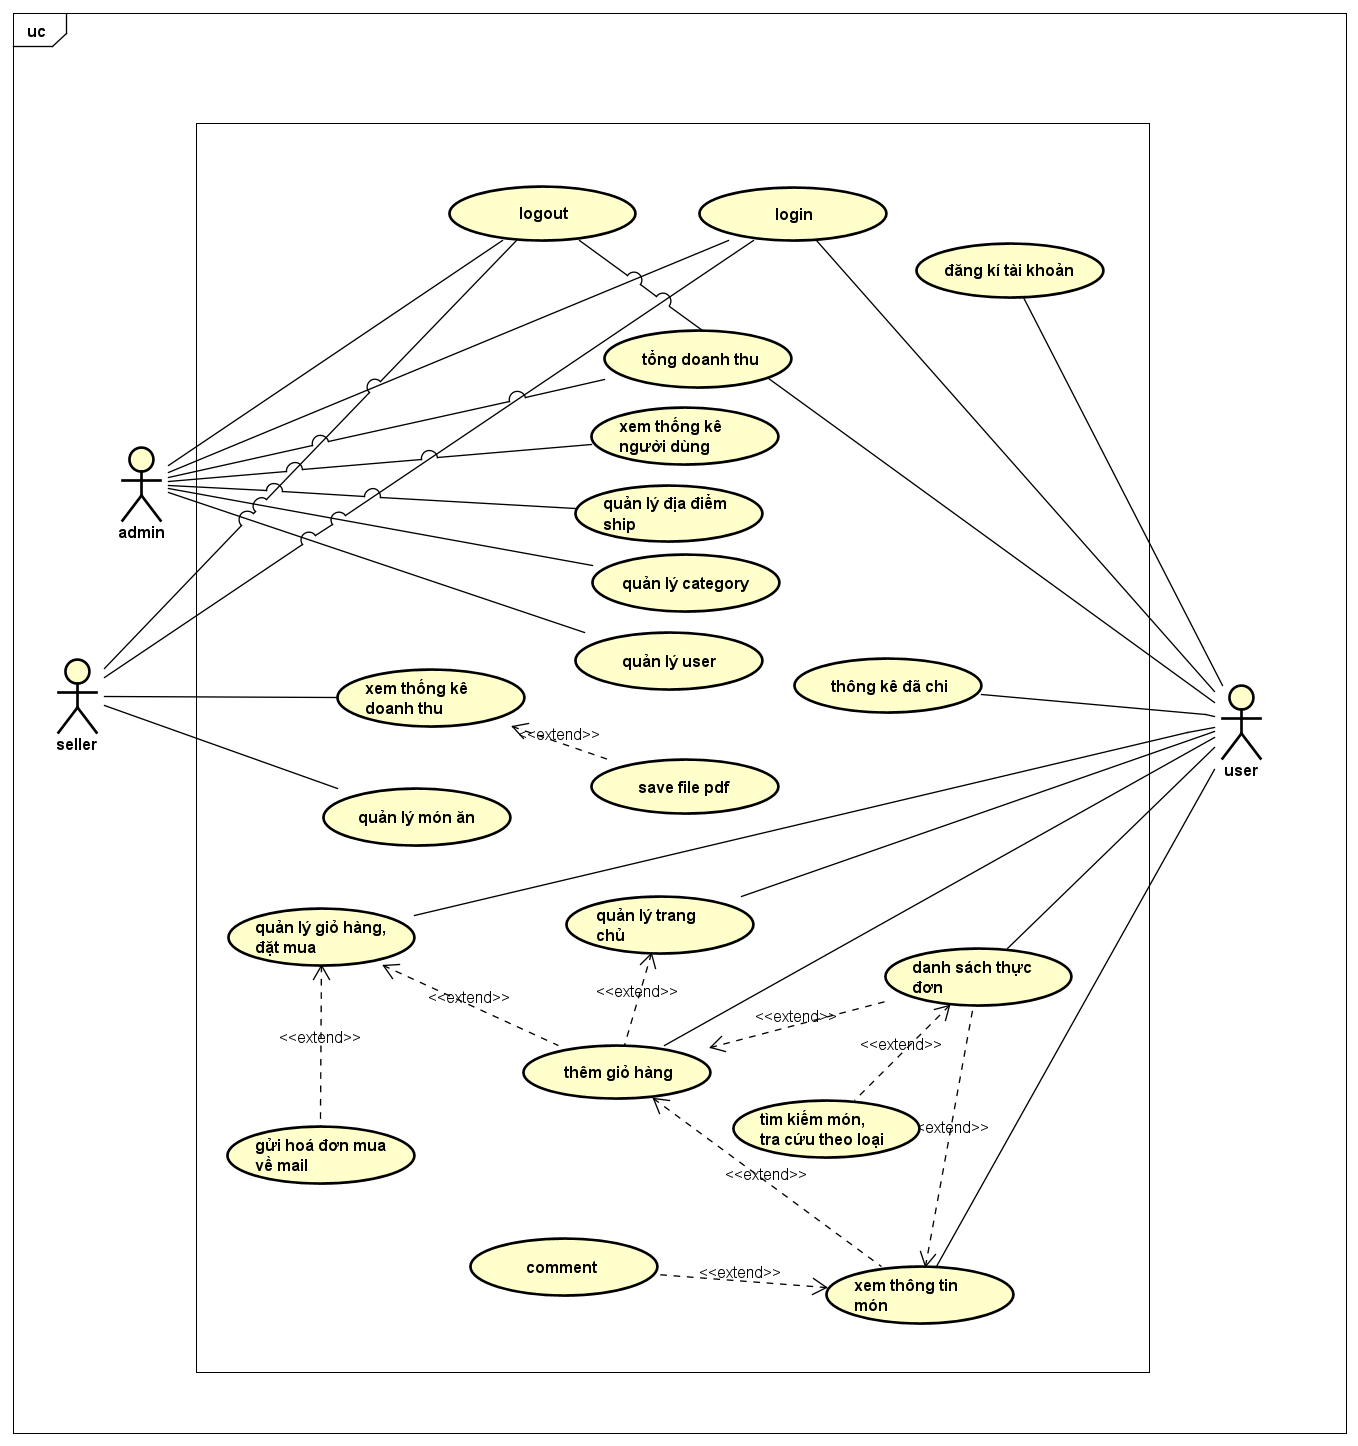 uc
logout
login
đăng kí tài khoản
tổng doanh thu
xem thống kê
người dùng
admin
quản lý địa điểm
ship
quản lý category
quản lý user
seller
xem thống kê
doanh thu
thông kê đã chi
user
<<extend>>
save file pdf
quản lý món ăn
quản lý giỏ hàng,
đặt mua
quản lý trang
chủ
danh sách thực
đơn
<<extend>>
<<extend>>
<<extend>>
<<extend>>
<<extend>>
thêm giỏ hàng
tìm kiếm món,
tra cứu theo loại
<<extend>>
gửi hoá đơn mua
về mail
<<extend>>
comment
<<extend>>
xem thông tin
món